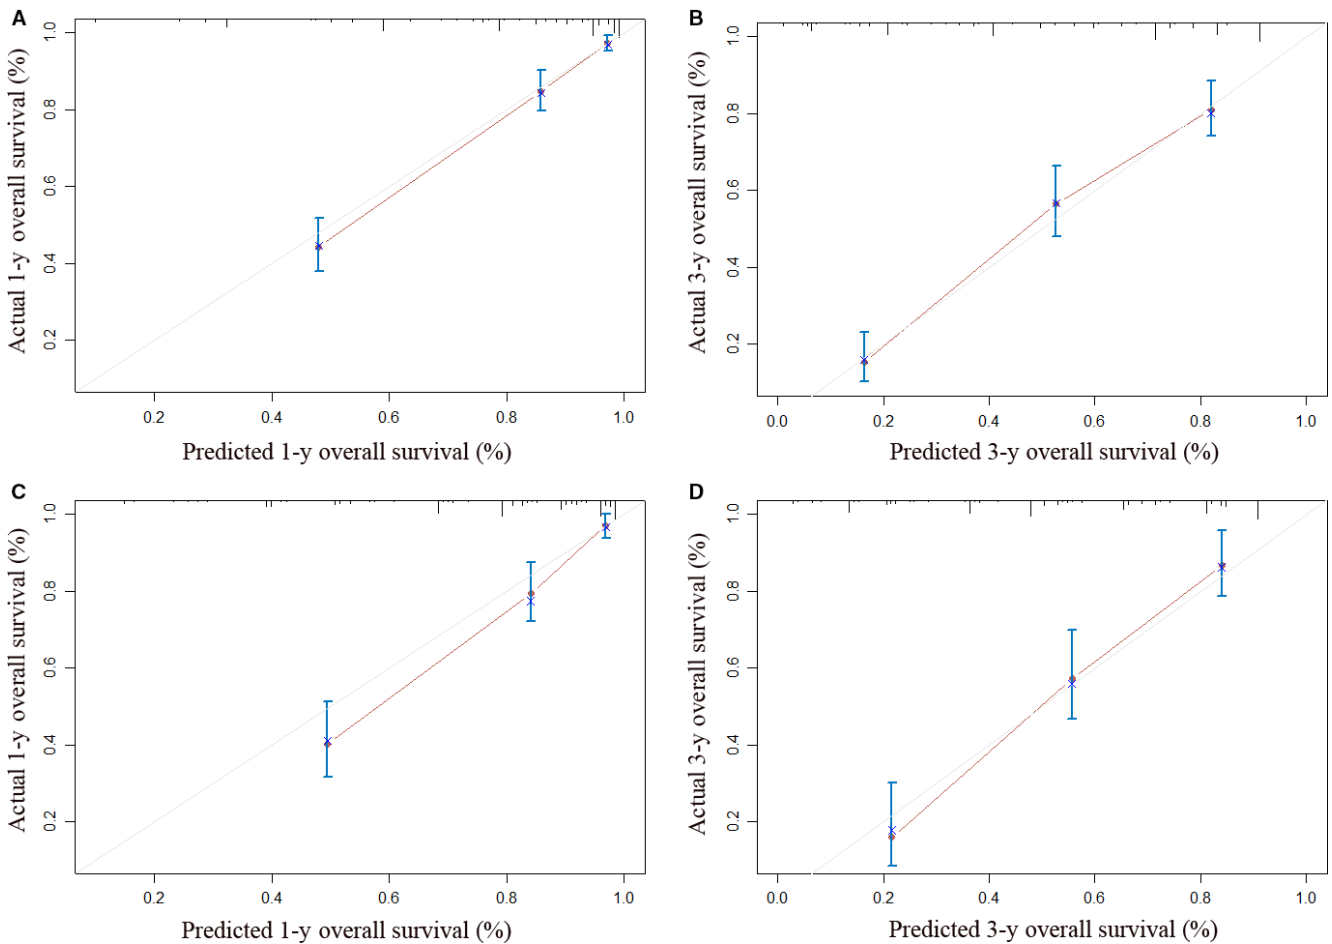 A
Actual 1-y overall survival (%)
1.0
0.8
0.6
0.4
0.2
0.2 0.4 0.6 0.8 1.0
Predicted 1-y overall survival (%)
B
Actual 3-y overall survival (%)
1.0
0.8
0.6
0.4
0.2
0.0 0.2 0.4 0.6 0.8 1.0
Predicted 3-y overall survival (%)
C
Actual 1-y overall survival (%)
1.0
0.8
0.6
0.4
0.2
0.2 0.4 0.6 0.8 1.0
Predicted 1-y overall survival (%)
D
Actual 3-y overall survival (%)
1.0
0.8
0.6
0.4
0.2
0.0 0.2 0.4 0.6 0.8 1.0
Predicted 3-y overall survival (%)